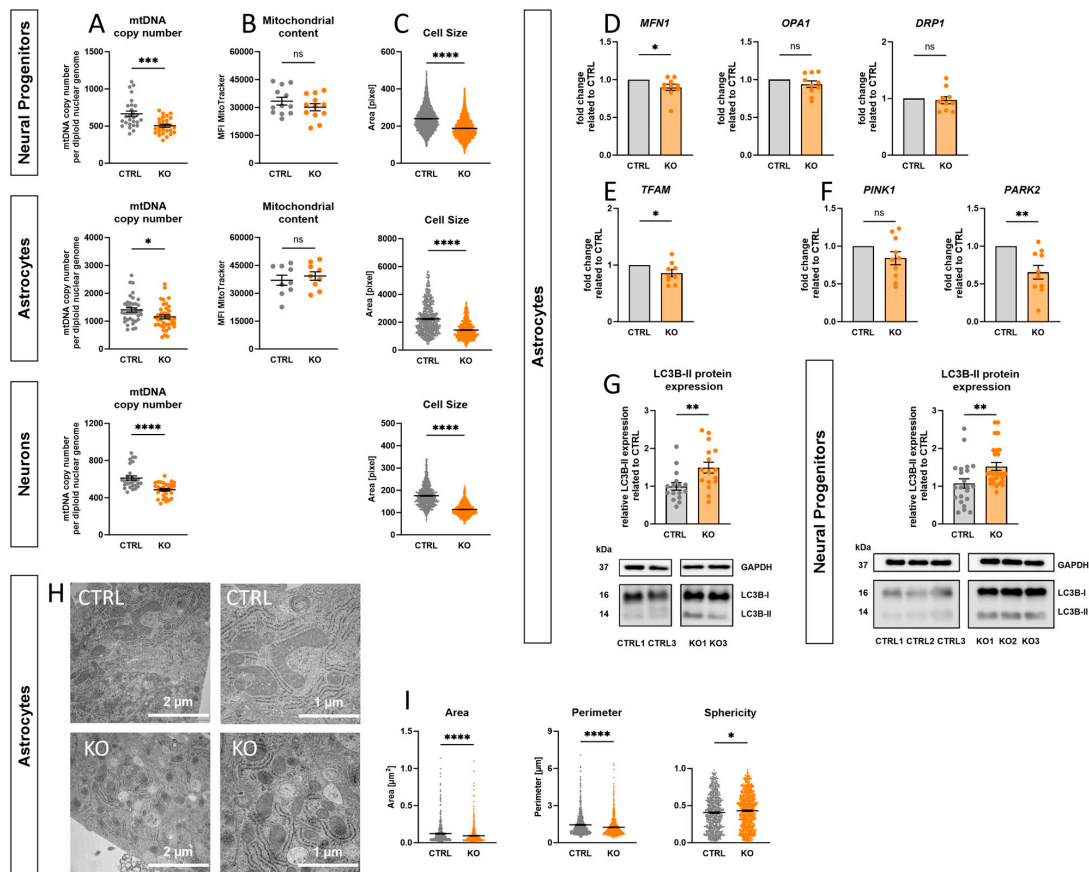 Neural Progenitors
A
mtDNA
copy number
mtDNA copy number
per diploid nuclear genome
1500
1000
500
0
***
CTRL KO
B
Mitochondrial
content
MFI MitoTracker
60000
45000
30000
15000
0
ns
CTRL KO
C
Cell Size
Area [pixel]
600
400
200
0
****
CTRL KO
Astrocytes
mtDNA
copy number
mtDNA copy number
per diploid nuclear genome
4000
3000
2000
1000
0
*
CTRL KO
Mitochondrial
content
MFI MitoTracker
60000
45000
30000
15000
0
ns
CTRL KO
Cell Size
Area [pixel]
8000
6000
4000
2000
0
****
CTRL KO
Neurons
mtDNA
copy number
mtDNA copy number
per diploid nuclear genome
1200
900
600
300
0
****
CTRL KO
Cell Size
Area [pixel]
500
400
300
200
100
0
****
CTRL KO
Astrocytes
D
MFN1
fold change
related to CTRL
1.5
1.0
0.5
0.0
*
CTRL KO
OPA1
fold change
related to CTRL
1.5
1.0
0.5
0.0
ns
CTRL KO
DRP1
fold change
related to CTRL
2
1
0
ns
CTRL KO
E
TFAM
fold change
related to CTRL
2
1
0
*
CTRL KO
F
PINK1
fold change
related to CTRL
1.5
1.0
0.5
0.0
ns
CTRL KO
PARK2
fold change
related to CTRL
1.5
1.0
0.5
0.0
**
CTRL KO
G
LC3B-II protein
expression
relative LC3B-II expression
related to CTRL
3
2
1
0
**
CTRL KO
kDa
37
GAPDH
16
LC3B-I
14
LC3B-II
CTRL1 CTRL3 KO1 KO3
Neural Progenitors
LC3B-II protein
expression
relative LC3B-II expression
related to CTRL
3
2
1
0
**
CTRL KO
kDa
37
GAPDH
16
LC3B-I
14
LC3B-II
CTRL1 CTRL2 CTRL3 KO1 KO2 KO3
Astrocytes
H
CTRL
2 µm
CTRL
1 µm
KO
2 µm
KO
1 µm
I
Area
Area [µm²]
1.5
1.0
0.5
0.0
****
CTRL KO
Perimeter
Perimeter [µm]
9
6
3
0
****
CTRL KO
Sphericity
1.5
1.0
0.5
0.0
*
CTRL KO